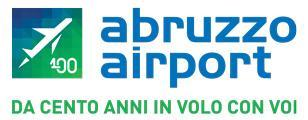 100
abruzzo
airport
DA CENTO ANNI IN VOLO CON VOI